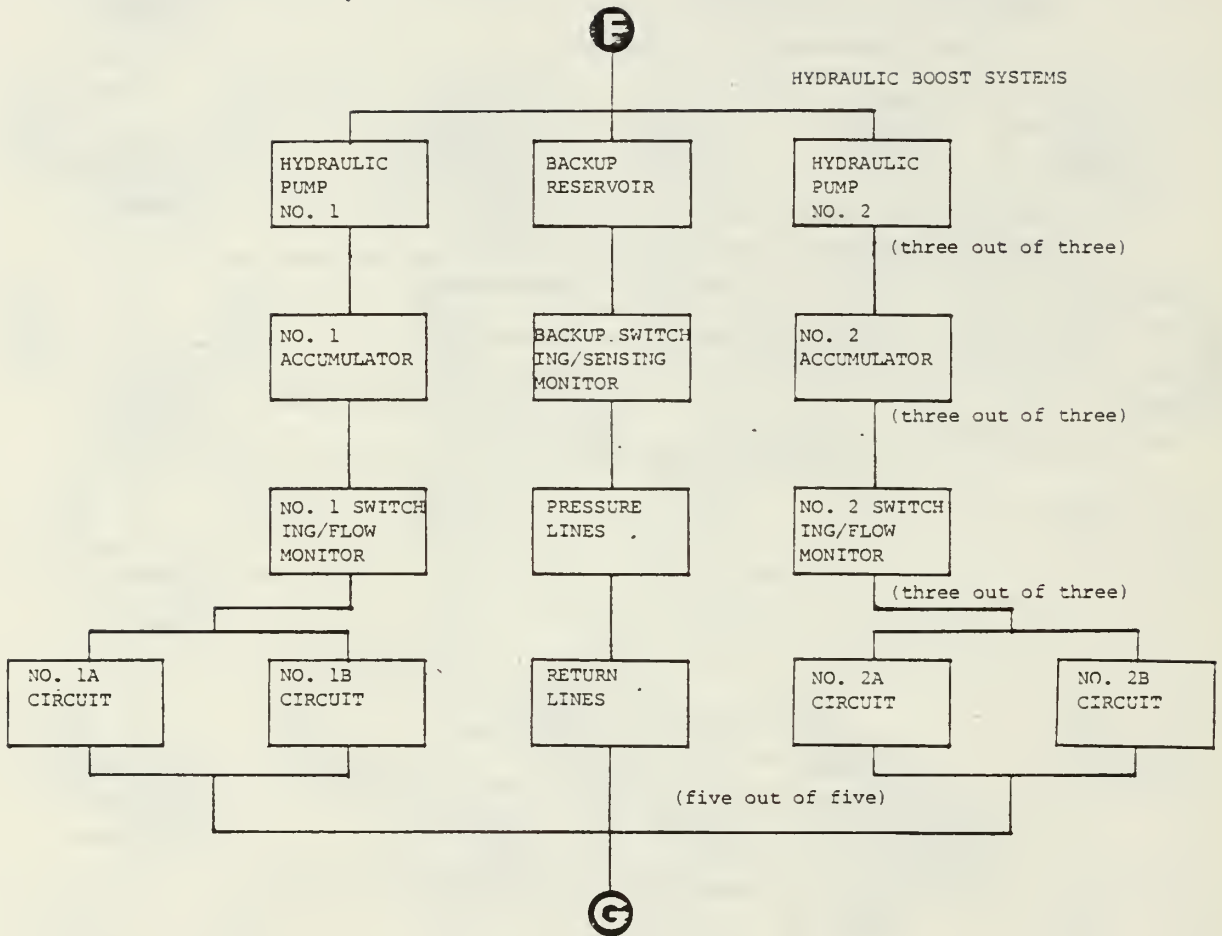 F
HYDRAULIC BOOST SYSTEMS
HYDRAULIC
PUMP
NO. 1
BACKUP
RESERVOIR
HYDRAULIC
PUMP
NO. 2
(three out of three)
NO. 1
ACCUMULATOR
BACKUP SWITCH
ING/SENSING
MONITOR
NO. 2
ACCUMULATOR
(three out of three)
NO. 1 SWITCH
ING/FLOW
MONITOR
PRESSURE
LINES
NO. 2 SWITCH
ING/FLOW
MONITOR
(three out of three)
NO. 1A
CIRCUIT
NO. 1B
CIRCUIT
RETURN
LINES
NO. 2A
CIRCUIT
NO. 2B
CIRCUIT
(five out of five)
G